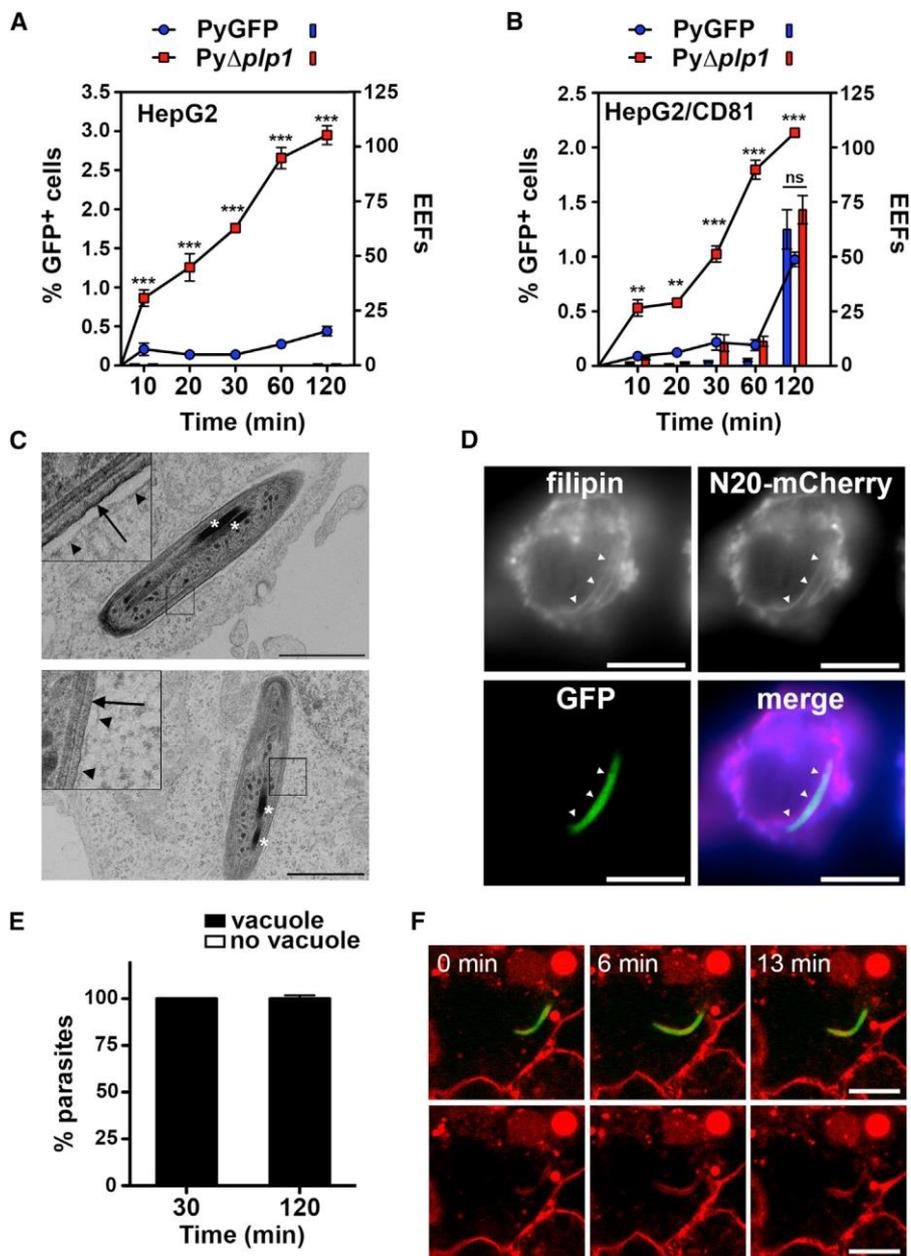 A
PyGFP
PyΔplp1
HepG2
% GFP+ cells
3.5
3.0
2.5
2.0
1.5
1.0
0.5
0
125
100
75
50
25
0
EEFs
***
***
***
***
***
10 20 30 60 120
Time (min)
B
PyGFP
PyΔplp1
HepG2/CD81
% GFP+ cells
2.5
2.0
1.5
1.0
0.5
0
125
100
75
50
25
0
EEFs
**
**
***
***
***
ns
10 20 30 60 120
Time (min)
C
* *
*
*
D
filipin
N20-mCherry
GFP
merge
E
vacuole
no vacuole
% parasites
100
75
50
25
0
30 120
Time (min)
F
0 min
6 min
13 min